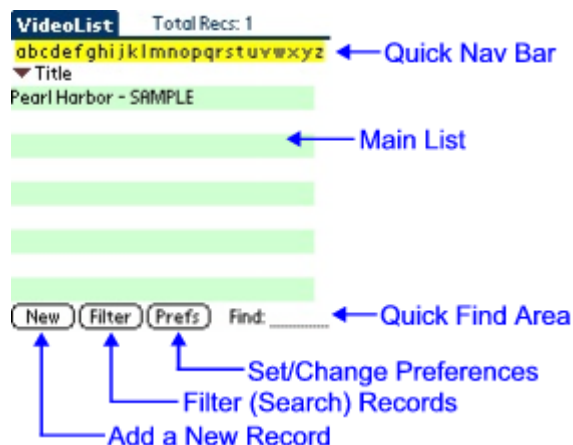 VideoList Total Recs: 1
abcdefghijklmnopqrstuvwxyz Quick Nav Bar
Title
Pearl Harbor - SAMPLE
Main List
New Filter Prefs Find: Quick Find Area
Set/Change Preferences
Filter (Search) Records
Add a New Record